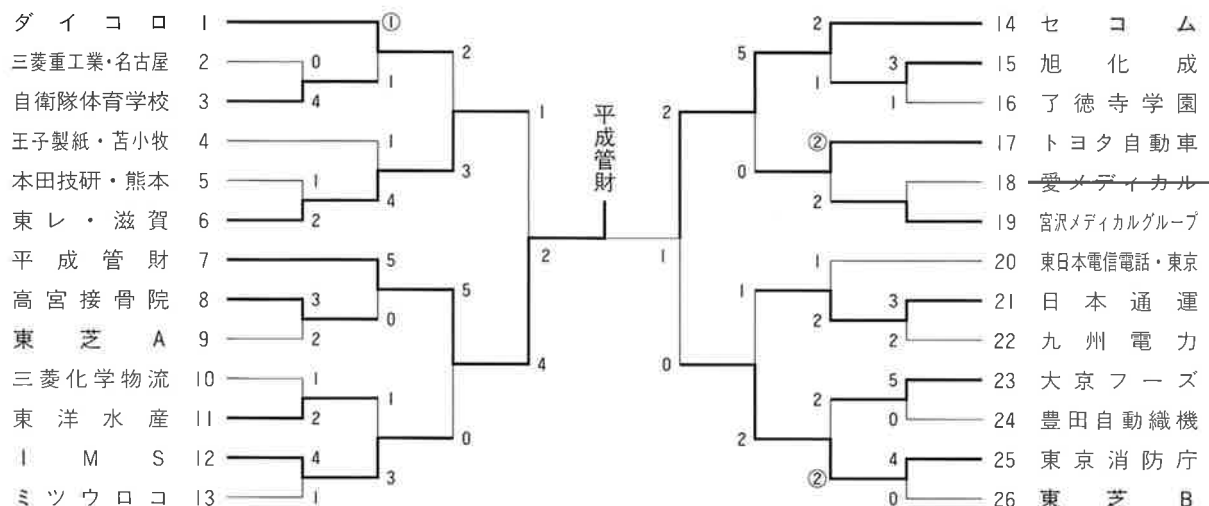 ダイコロ 1
三菱重工業・名古屋 2
自衛隊体育学校 3
王子製紙・苫小牧 4
本田技研・熊本 5
東レ・滋賀 6
平成管財 7
高宮接骨院 8
東芝A 9
三菱化学物流 10
東洋水産 11
IMS 12
ミツウロコ 13
① 0 4 1 1 1 2 4 5 3 2 0 1 2 1 4 1 3
2 3 5 0
1 4
2
平成管財
1
2 0
5 0 1 2
2 3 1 1 ② 2 1 3 2 2 2 5 0 ② 4 0
14 セコム
15 旭化成
16 了徳寺学園
17 トヨタ自動車
18 愛メディカル
19 宮沢メディカルグループ
20 東日本電信電話・東京
21 日本通運
22 九州電力
23 大京フーズ
24 豊田自動織機
25 東京消防庁
26 東芝B